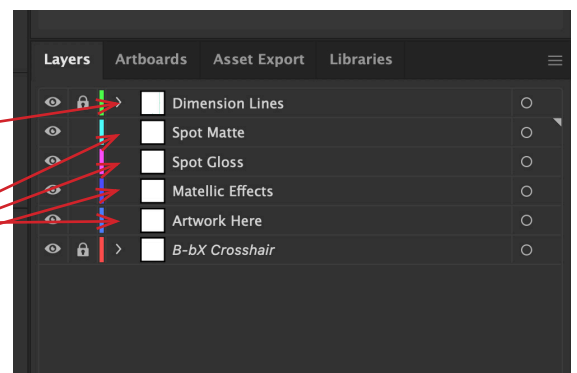 Layers Artboards Asset Export Libraries
Dimension Lines
Spot Matte
Spot Gloss
Matellic Effects
Artwork Here
B-bX Crosshair